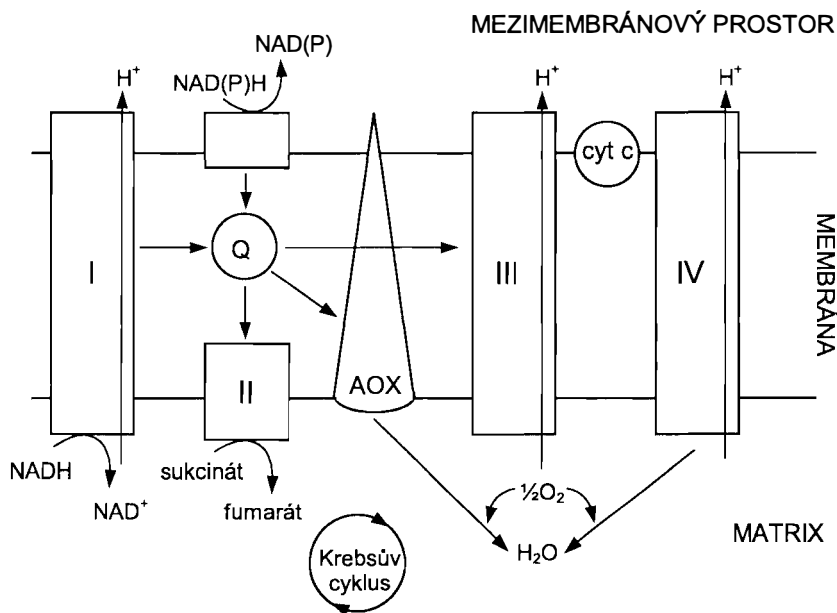 MEZIMEMBRÁNOVÝ PROSTOR
NAD(P)
NAD(P)H
H⁺
H⁺
H⁺
cyt c
Q
I
III
IV
MEMBRÁNA
II
AOX
NADH
NAD⁺
sukcinát
fumarát
½O₂
H₂O
MATRIX
Krebsův
cyklus